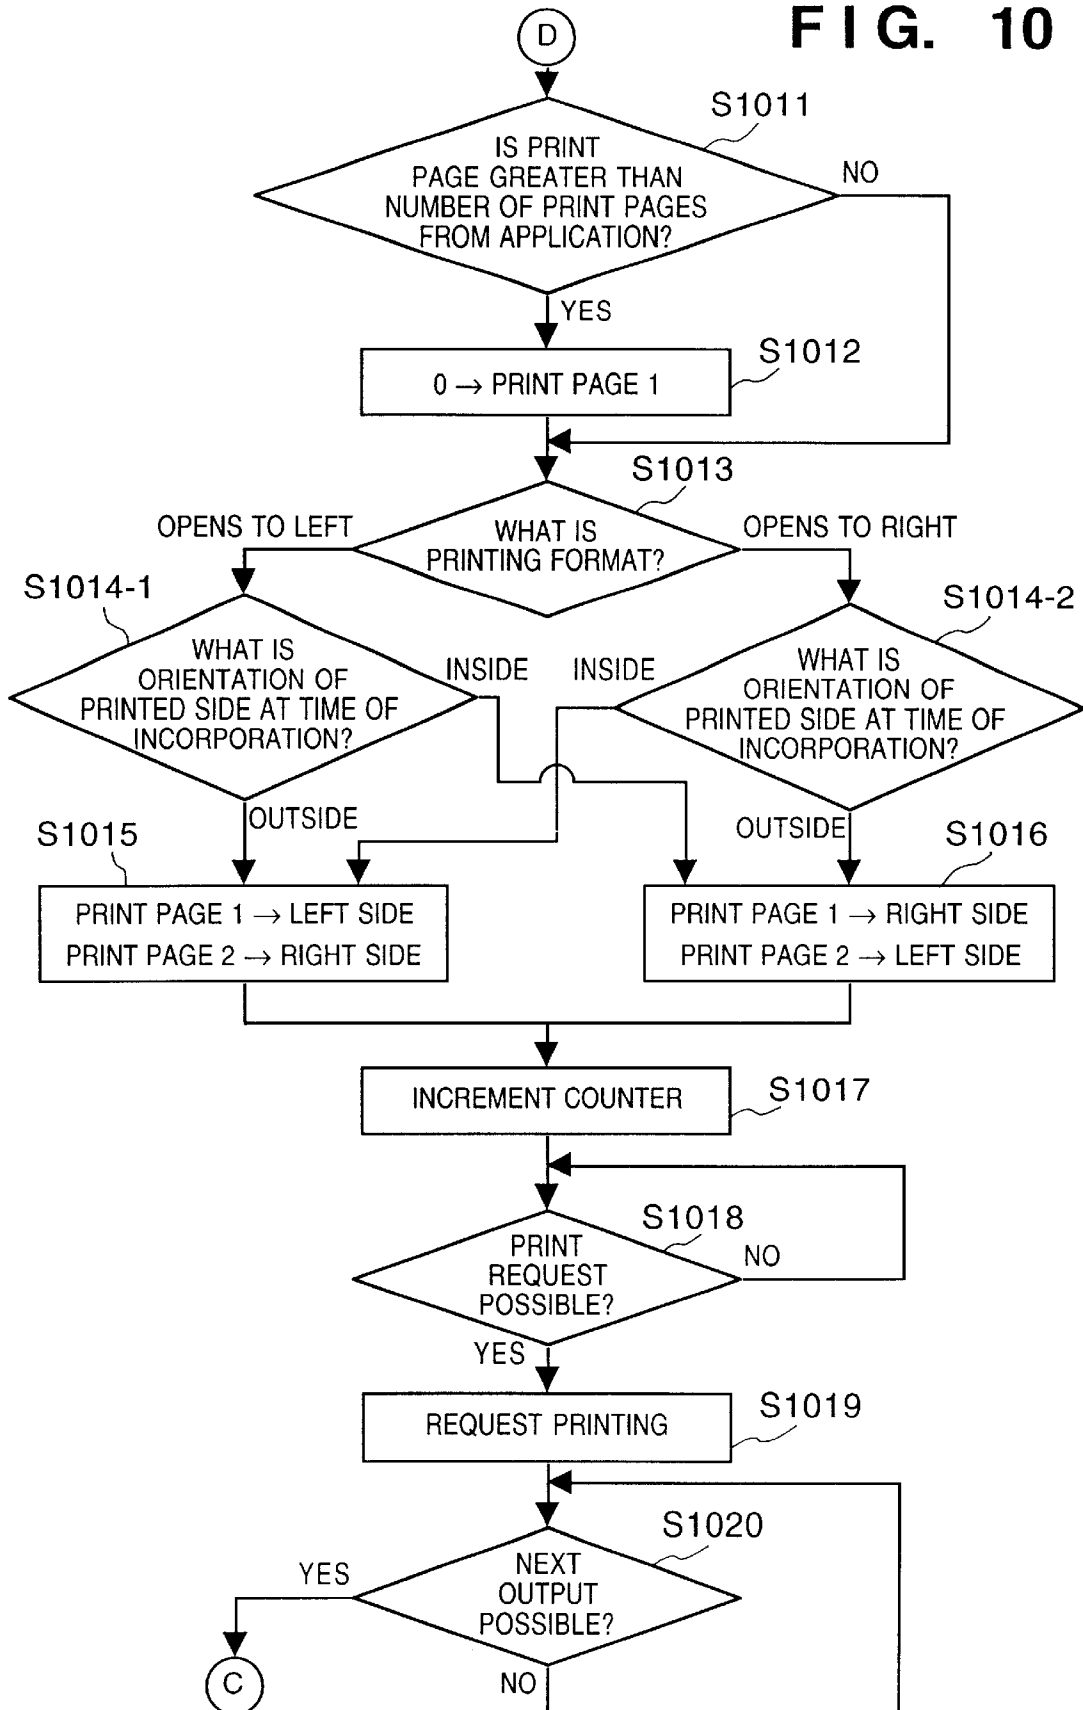 FIG. 10
D
S1011
IS PRINT
PAGE GREATER THAN
NUMBER OF PRINT PAGES
FROM APPLICATION?
NO
YES
S1012
0 → PRINT PAGE 1
S1013
OPENS TO LEFT
WHAT IS
PRINTING FORMAT?
OPENS TO RIGHT
S1014-1
WHAT IS
ORIENTATION OF
PRINTED SIDE AT TIME OF
INCORPORATION?
INSIDE
OUTSIDE
S1014-2
INSIDE
WHAT IS
ORIENTATION OF
PRINTED SIDE AT TIME OF
INCORPORATION?
OUTSIDE
S1015
PRINT PAGE 1 → LEFT SIDE
PRINT PAGE 2 → RIGHT SIDE
S1016
PRINT PAGE 1 → RIGHT SIDE
PRINT PAGE 2 → LEFT SIDE
INCREMENT COUNTER
S1017
S1018
PRINT
REQUEST
POSSIBLE?
NO
YES
REQUEST PRINTING
S1019
S1020
NEXT
OUTPUT
POSSIBLE?
YES
C
NO